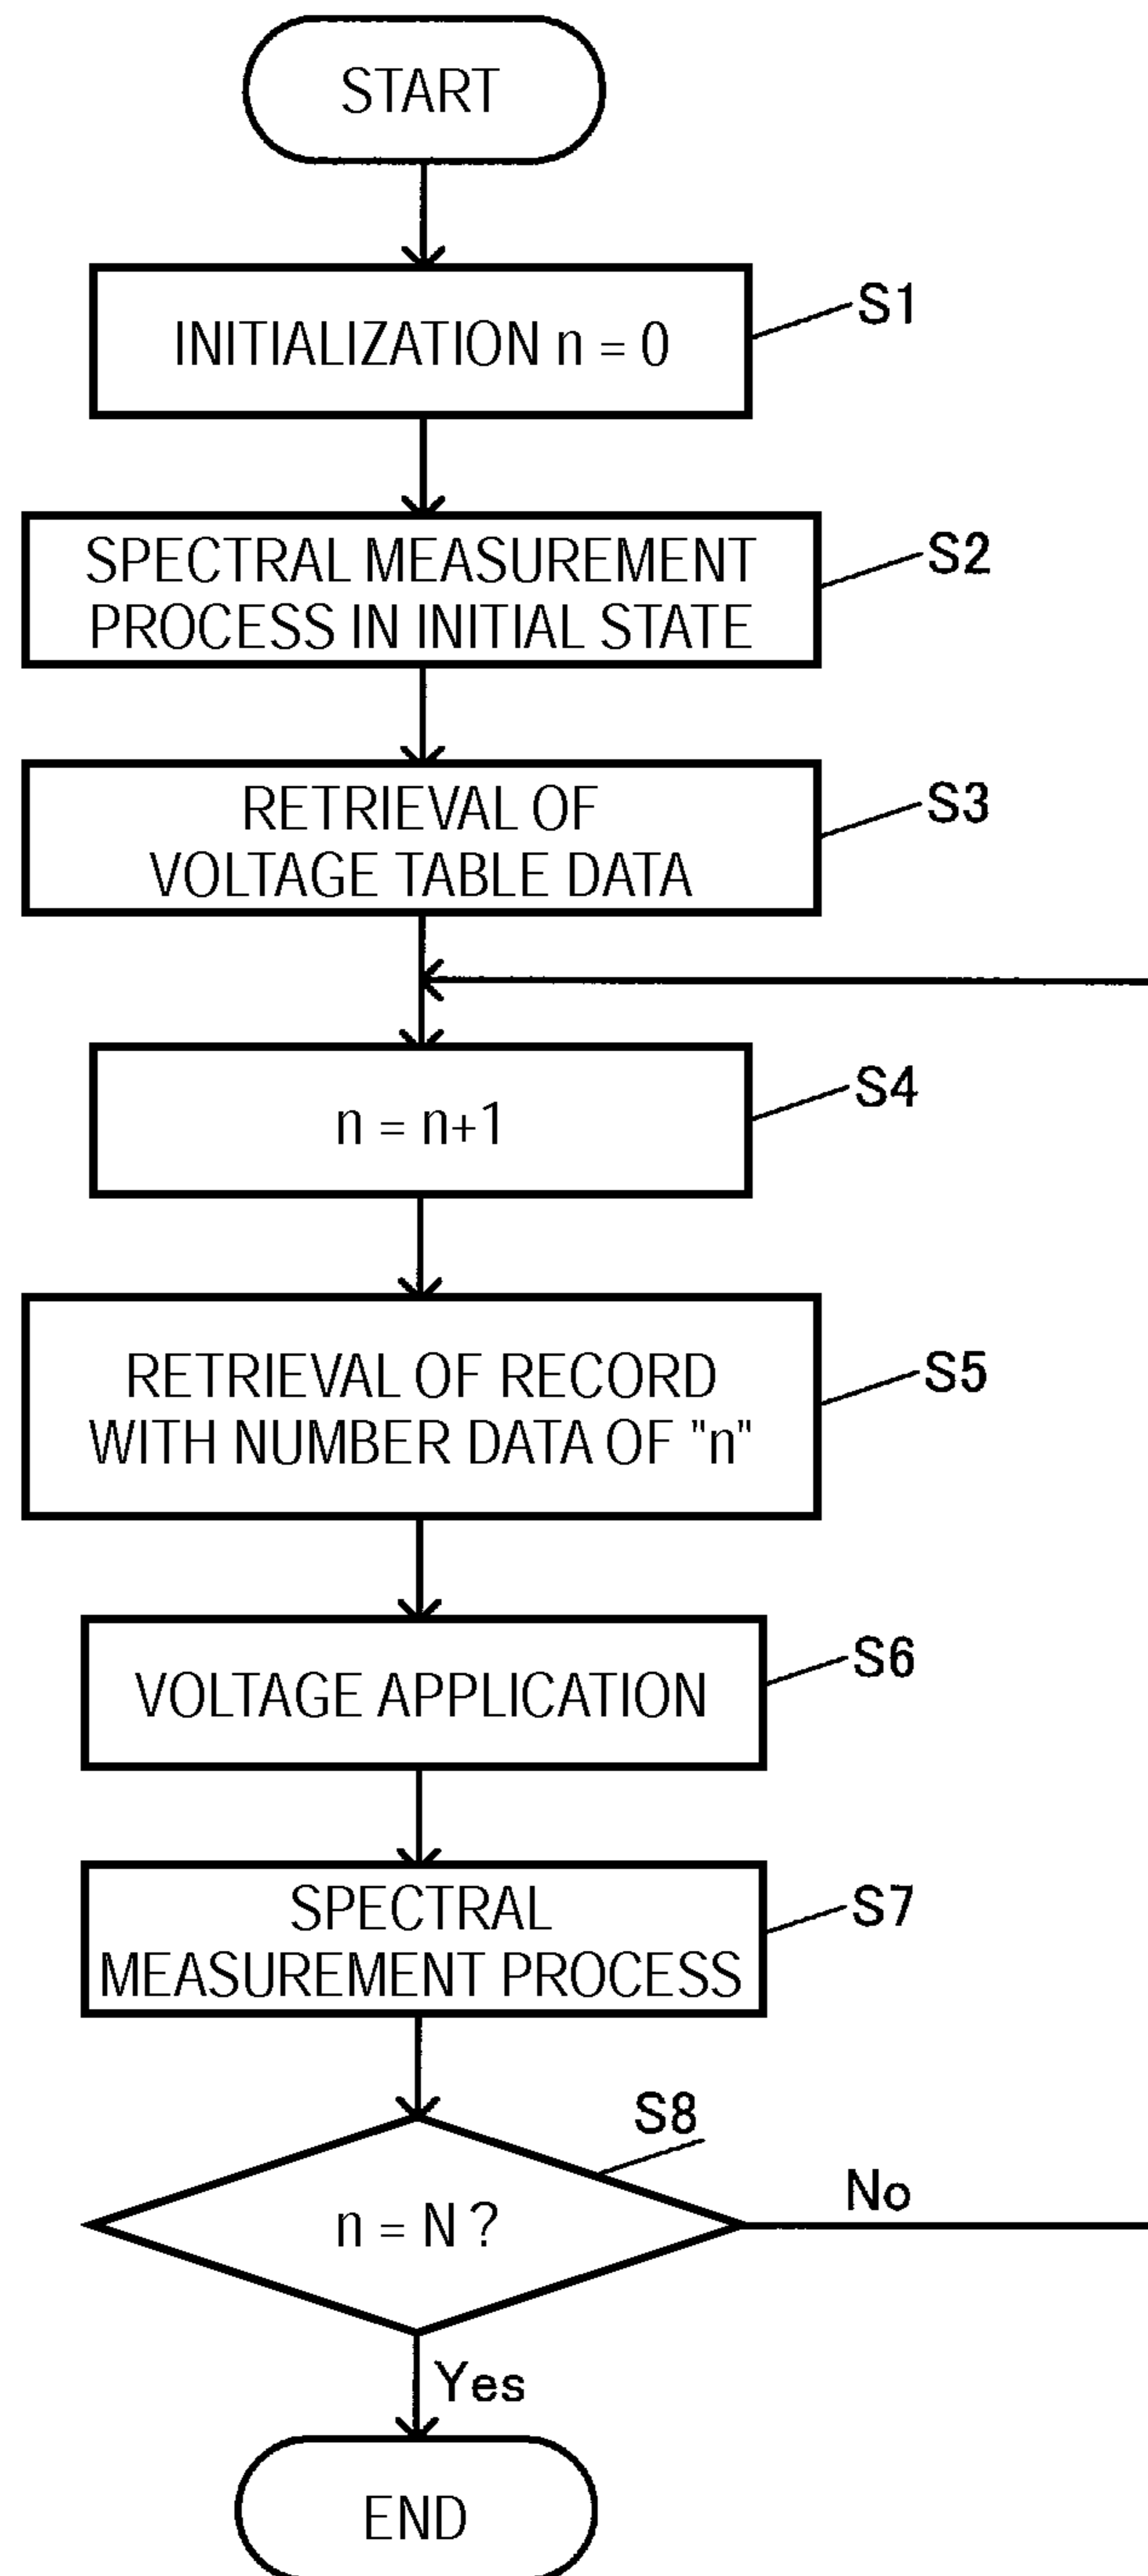 START
INITIALIZATION n = 0
S1
SPECTRAL MEASUREMENT
PROCESS IN INITIAL STATE
S2
RETRIEVAL OF
VOLTAGE TABLE DATA
S3
n = n+1
S4
RETRIEVAL OF RECORD
WITH NUMBER DATA OF "n"
S5
VOLTAGE APPLICATION
S6
SPECTRAL
MEASUREMENT PROCESS
S7
S8
n = N ?
No
Yes
END